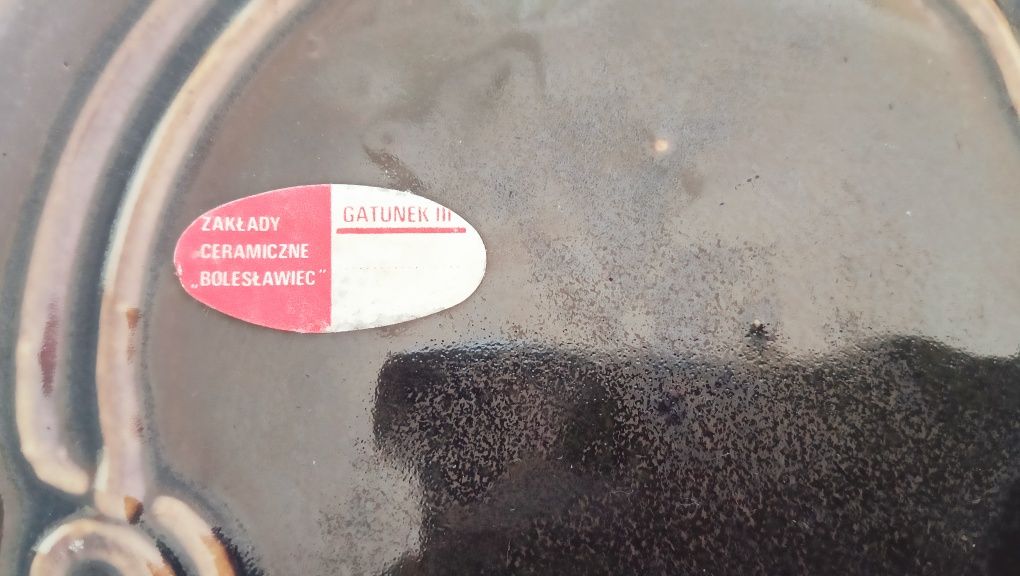 ZAKŁADY
CERAMICZNE
„BOLESŁAWIEC”
GATUNEK III